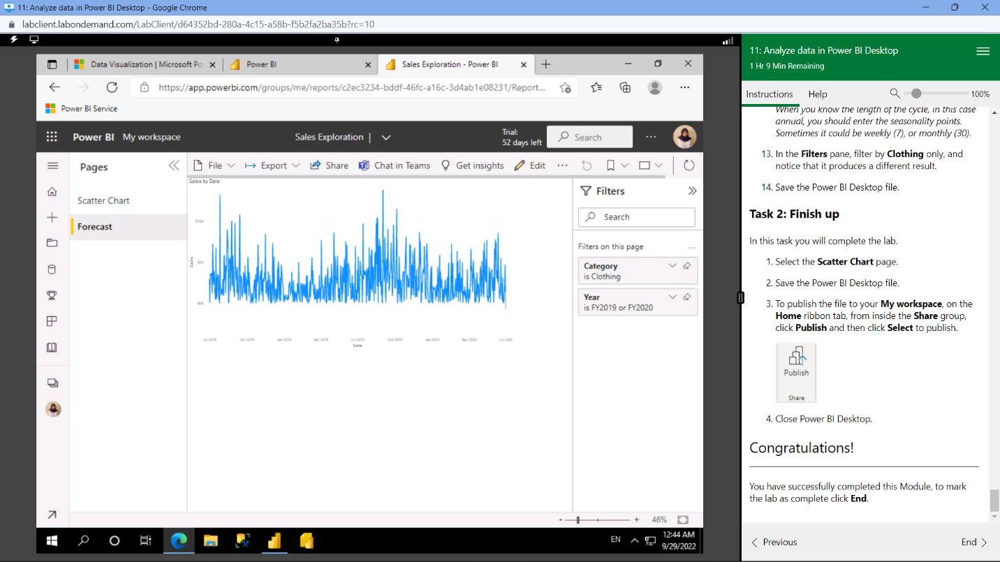 11: Analyze data in Power BI Desktop - Google Chrome
labclient.labondemand.com/LabClient/d64352bd-280a-4c15-a58b-f5b2fa2ba35b?rc=10
Data Visualization | Microsoft Po
Power BI
Sales Exploration - Power BI
https://app.powerbi.com/groups/me/reports/c2ec3234-bddf-46fc-a16c-3d4ab1e08231/Report...
Power BI Service
Power BI My workspace
Sales Exploration |
Trial:
52 days left
Search
Pages
File
Export
Share
Chat in Teams
Get insights
Edit
Scatter Chart
Forecast
Sales by Date
$10K
$5K
$0K
Sales
Jul 2018
Oct 2018
Jan 2019
Apr 2019
Jul 2019
Oct 2019
Jan 2020
Apr 2020
Jul 2020
Date
Filters
Search
Filters on this page
Category
is Clothing
Year
is FY2019 or FY2020
46%
EN
12:44 AM
9/29/2022
11: Analyze data in Power BI Desktop
1 Hr 9 Min Remaining
Instructions
Help
100%
When you know the length of the cycle, in this case
annual, you should enter the seasonality points.
Sometimes it could be weekly (7), or monthly (30).
13. In the Filters pane, filter by Clothing only, and
notice that it produces a different result.
14. Save the Power BI Desktop file.
Task 2: Finish up
In this task you will complete the lab.
1. Select the Scatter Chart page.
2. Save the Power BI Desktop file.
3. To publish the file to your My workspace, on the
Home ribbon tab, from inside the Share group,
click Publish and then click Select to publish.
Publish
Share
4. Close Power BI Desktop.
Congratulations!
You have successfully completed this Module, to mark
the lab as complete click End.
Previous
End